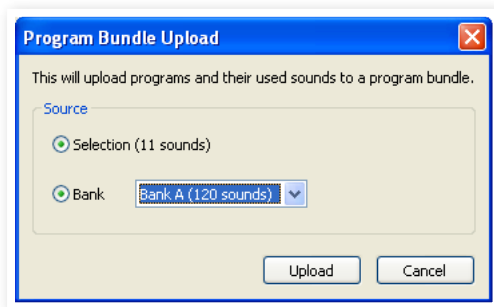 Program Bundle Upload
This will upload programs and their used sounds to a program bundle.
Source
Selection (11 sounds)
Bank Bank A (120 sounds)
Upload Cancel